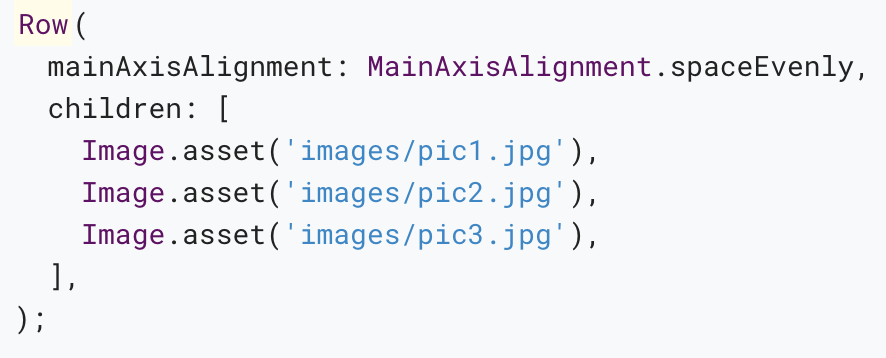 Row(
  mainAxisAlignment: MainAxisAlignment.spaceEvenly,
  children: [
    Image.asset('images/pic1.jpg'),
    Image.asset('images/pic2.jpg'),
    Image.asset('images/pic3.jpg'),
  ],
);